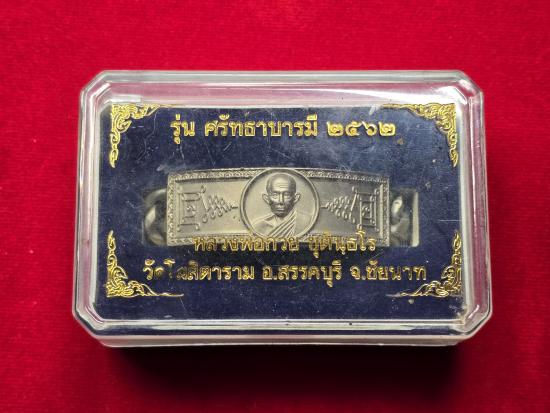 รุ่น ศรัทธาบารมี ๒๕๖๒
หลวงพ่อกวย ชุตินฺธโร
วัดโฆสิตาราม อ.สรรคบุรี จ.ชัยนาท